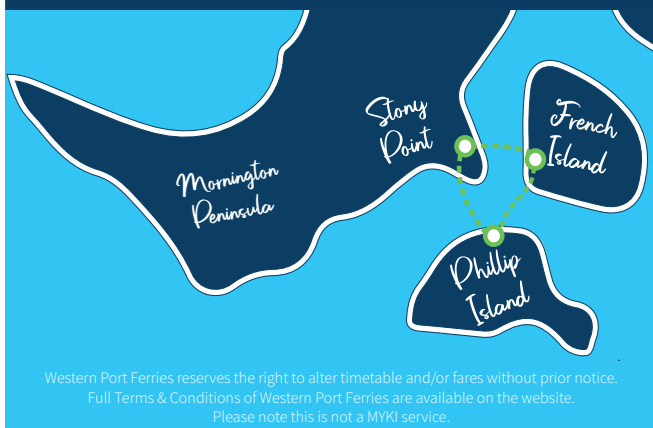 Stony
Point
French
Island
Mornington
Peninsula
Phillip
Island
Western Port Ferries reserves the right to alter timetable and/or fares without prior notice.
Full Terms & Conditions of Western Port Ferries are available on the website.
Please note this is not a MYKI service.